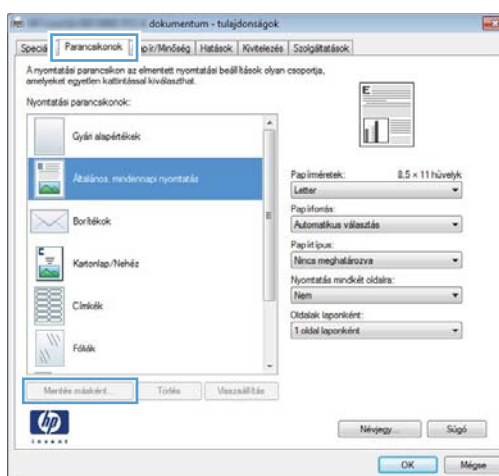 dokumentum - tulajdonságok
Parancsikonok
Papír/Minőség
Hatások
Kivitelezés
Szolgáltatások
A nyomtatási parancsikon az elmentett nyomtatási beállítások olyan csoportja,
amelyeket egyetlen kattintással kiválaszthat.
Nyomtatási parancsikonok:
Gyári alapértékek
Általános, mindennapi nyomtatás
Borítékok
Kartonlap/Nehéz
Címkék
Fóliák
Mentés másként...
Törlés
Visszaállítás
E
Papírméretek: 8,5 × 11 hüvelyk
Letter
Papírforrás:
Automatikus választás
Papírtípus:
Nincs meghatározva
Nyomtatás mindkét oldalra:
Nem
Oldalak laponként:
1 oldal laponként
hp
invent
Névjegy...
Súgó
OK
Mégse